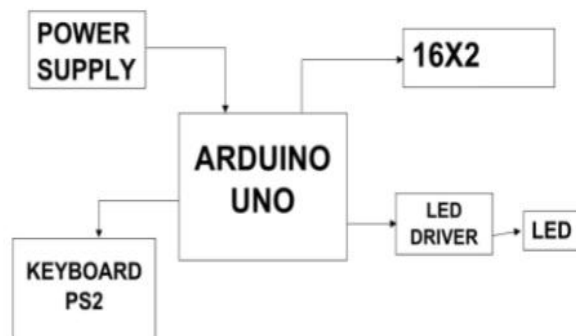 POWER
SUPPLY
16X2
ARDUINO
UNO
LED
DRIVER
LED
KEYBOARD
PS2